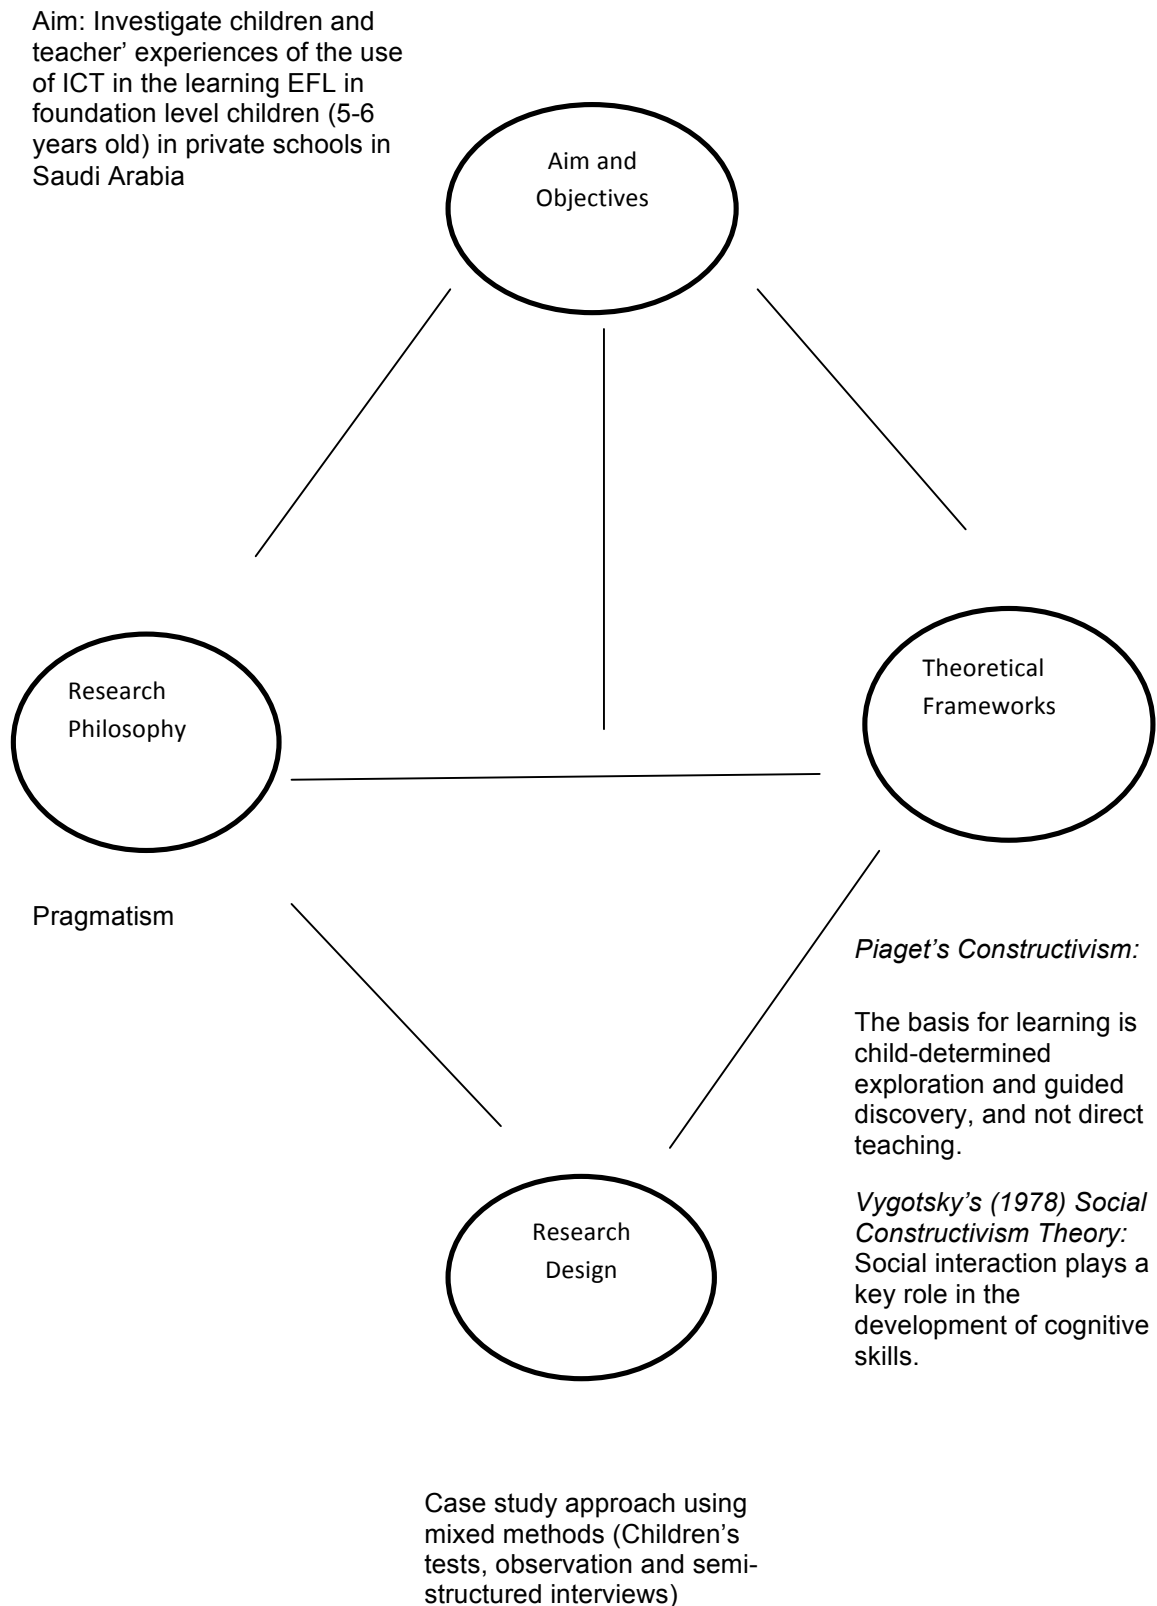 Aim: Investigate children and
teacher’ experiences of the use
of ICT in the learning EFL in
foundation level children (5-6
years old) in private schools in
Saudi Arabia
Aim and
Objectives
Research
Philosophy
Theoretical
Frameworks
Pragmatism
Piaget’s Constructivism:
The basis for learning is
child-determined
exploration and guided
discovery, and not direct
teaching.
Vygotsky’s (1978) Social
Constructivism Theory:
Social interaction plays a
key role in the
development of cognitive
skills.
Research
Design
Case study approach using
mixed methods (Children’s
tests, observation and semi-
structured interviews)